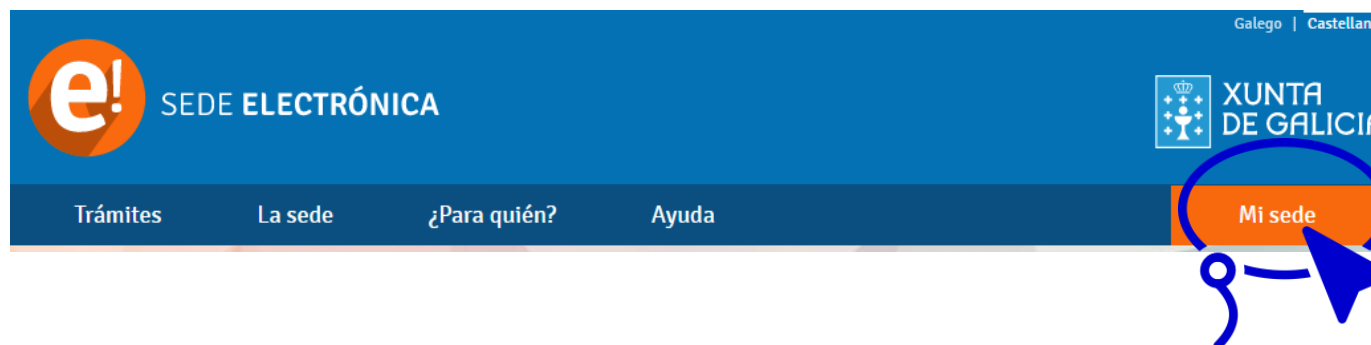 Galego | Castellan
e!
SEDE ELECTRÓNICA
XUNTA
DE GALICIA
Trámites La sede ¿Para quién? Ayuda Mi sede